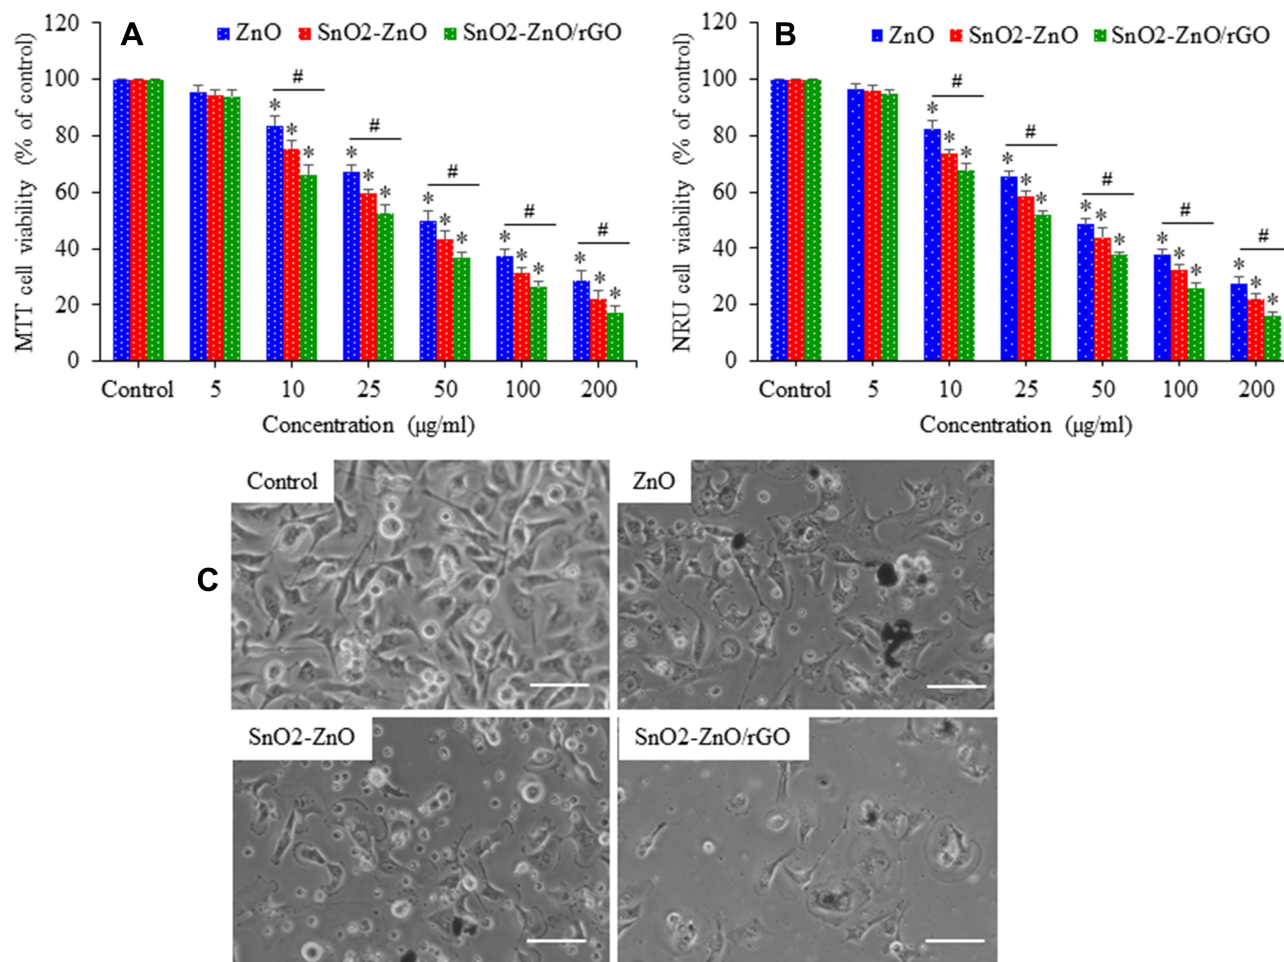 A
ZnO SnO2-ZnO SnO2-ZnO/rGO
MTT cell viability (% of control)
120
100
80
60
40
20
0
# # # # #
* * * * * * * * * * * * * * *
Control 5 10 25 50 100 200
Concentration (µg/ml)
B
ZnO SnO2-ZnO SnO2-ZnO/rGO
NRU cell viability (% of control)
120
100
80
60
40
20
0
# # # # #
* * * * * * * * * * * * * * *
Control 5 10 25 50 100 200
Concentration (µg/ml)
C
Control
ZnO
SnO2-ZnO
SnO2-ZnO/rGO